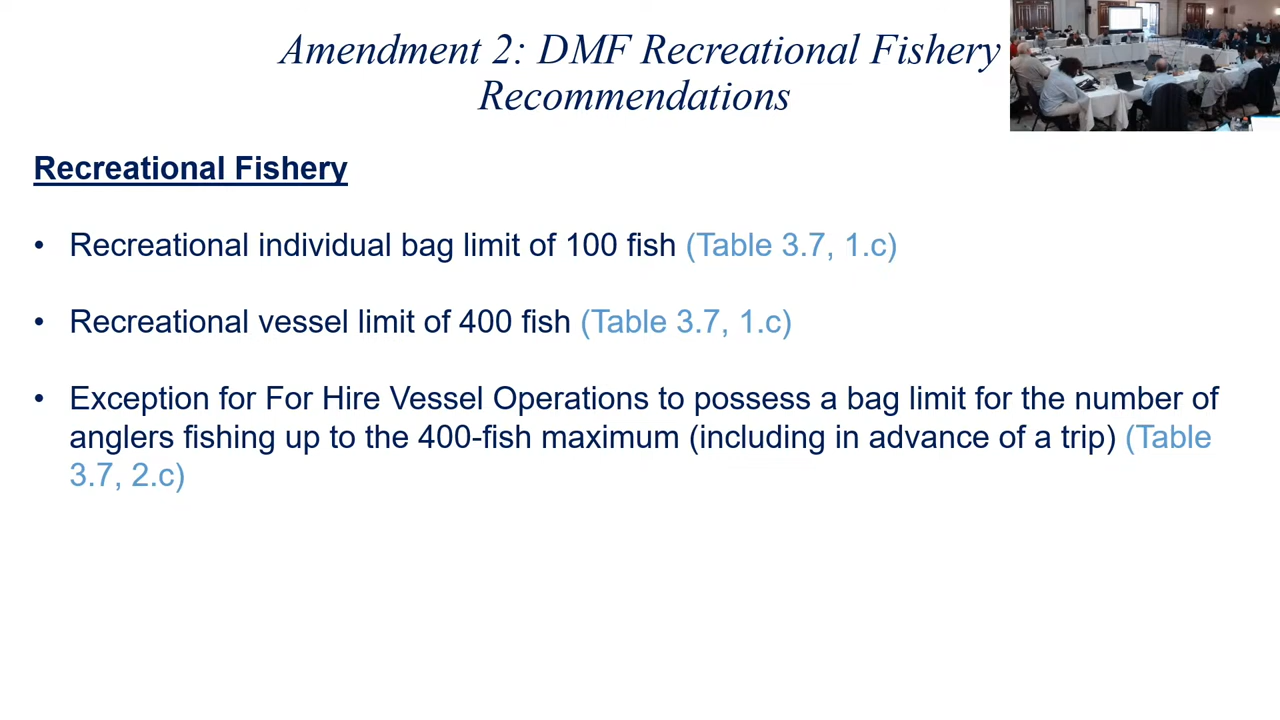 Amendment 2: DMF Recreational Fishery
Recommendations
Recreational Fishery
• Recreational individual bag limit of 100 fish (Table 3.7, 1.c)
• Recreational vessel limit of 400 fish (Table 3.7, 1.c)
• Exception for For Hire Vessel Operations to possess a bag limit for the number of
anglers fishing up to the 400-fish maximum (including in advance of a trip) (Table
3.7, 2.c)